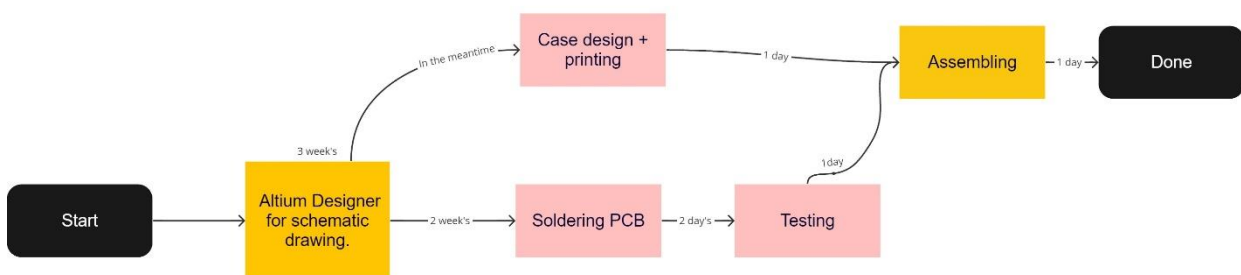 Start
3 week's
Altium Designer
for schematic
drawing.
In the meantime
Case design +
printing
1 day
2 week's
Soldering PCB
2 day's
Testing
1day
Assembling
1 day
Done